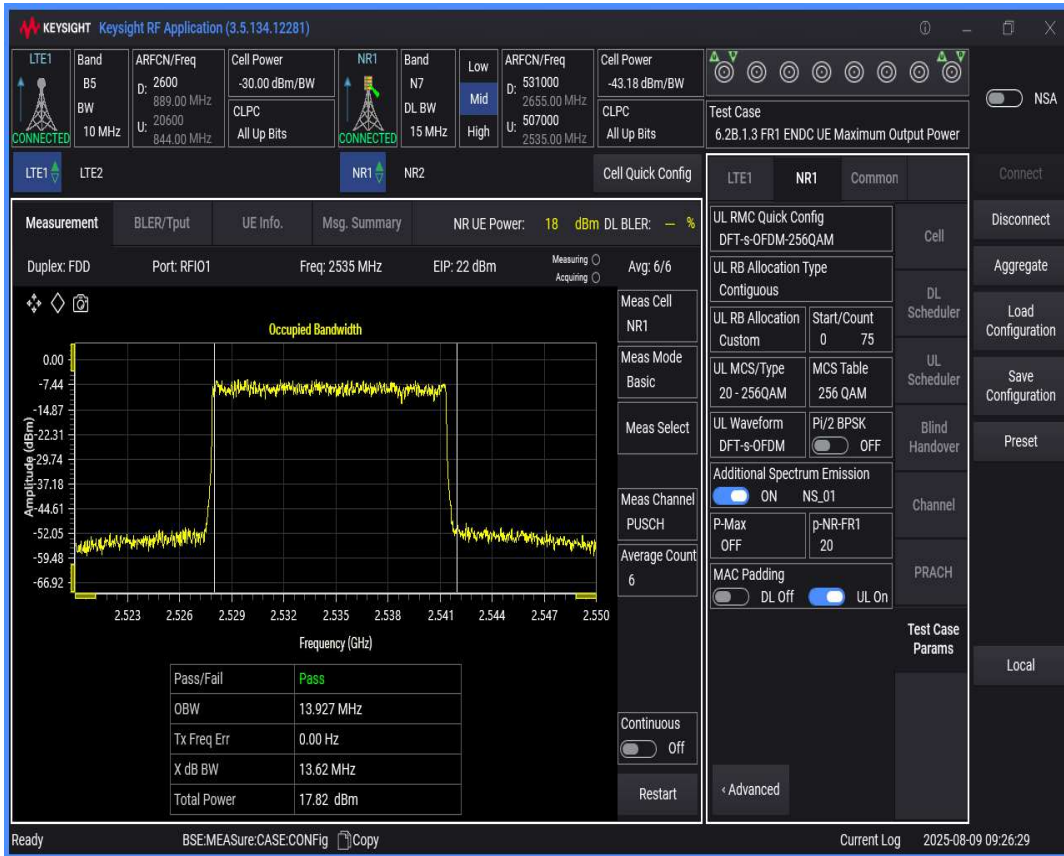 KEYSIGHT Keysight RF Application (3.5.134.12281)
LTE1
CONNECTED
Band
B5
BW
10 MHz
ARFCN/Freq
D: 2600
889.00 MHz
U: 20600
844.00 MHz
Cell Power
-30.00 dBm/BW
CLPC
All Up Bits
NR1
CONNECTED
Band
N7
DL BW
15 MHz
Low
Mid
High
ARFCN/Freq
D: 531000
2655.00 MHz
U: 507000
2535.00 MHz
Cell Power
-43.18 dBm/BW
CLPC
All Up Bits
Test Case
6.2B.1.3 FR1 ENDC UE Maximum Output Power
NSA
LTE1 LTE2 NR1 NR2 Cell Quick Config
Measurement BLER/Tput UE Info. Msg. Summary NR UE Power: 18 dBm DL BLER: — %
Duplex: FDD Port: RFIO1 Freq: 2535 MHz EIP: 22 dBm Measuring Acquiring Avg: 6/6
Occupied Bandwidth
Amplitude (dBm)
0.00
-7.44
-14.87
-22.31
-29.74
-37.18
-44.61
-52.05
-59.48
-66.92
2.523 2.526 2.529 2.532 2.535 2.538 2.541 2.544 2.547 2.550
Frequency (GHz)
Pass/Fail Pass
OBW 13.927 MHz
Tx Freq Err 0.00 Hz
X dB BW 13.62 MHz
Total Power 17.82 dBm
Meas Cell
NR1
Meas Mode
Basic
Meas Select
Meas Channel
PUSCH
Average Count
6
Continuous
Off
Restart
LTE1 NR1 Common
UL RMC Quick Config
DFT-s-OFDM-256QAM
UL RB Allocation Type
Contiguous
UL RB Allocation
Custom
Start/Count
0 75
UL MCS/Type
20 - 256QAM
MCS Table
256 QAM
UL Waveform
DFT-s-OFDM
Pi/2 BPSK
OFF
Additional Spectrum Emission
ON NS_01
P-Max
OFF
p-NR-FR1
20
MAC Padding
DL Off UL On
‹ Advanced
Cell
DL
Scheduler
UL
Scheduler
Blind
Handover
Channel
PRACH
Test Case
Params
Connect
Disconnect
Aggregate
Load
Configuration
Save
Configuration
Preset
Local
Ready BSE:MEASure:CASE:CONFig Copy Current Log 2025-08-09 09:26:29